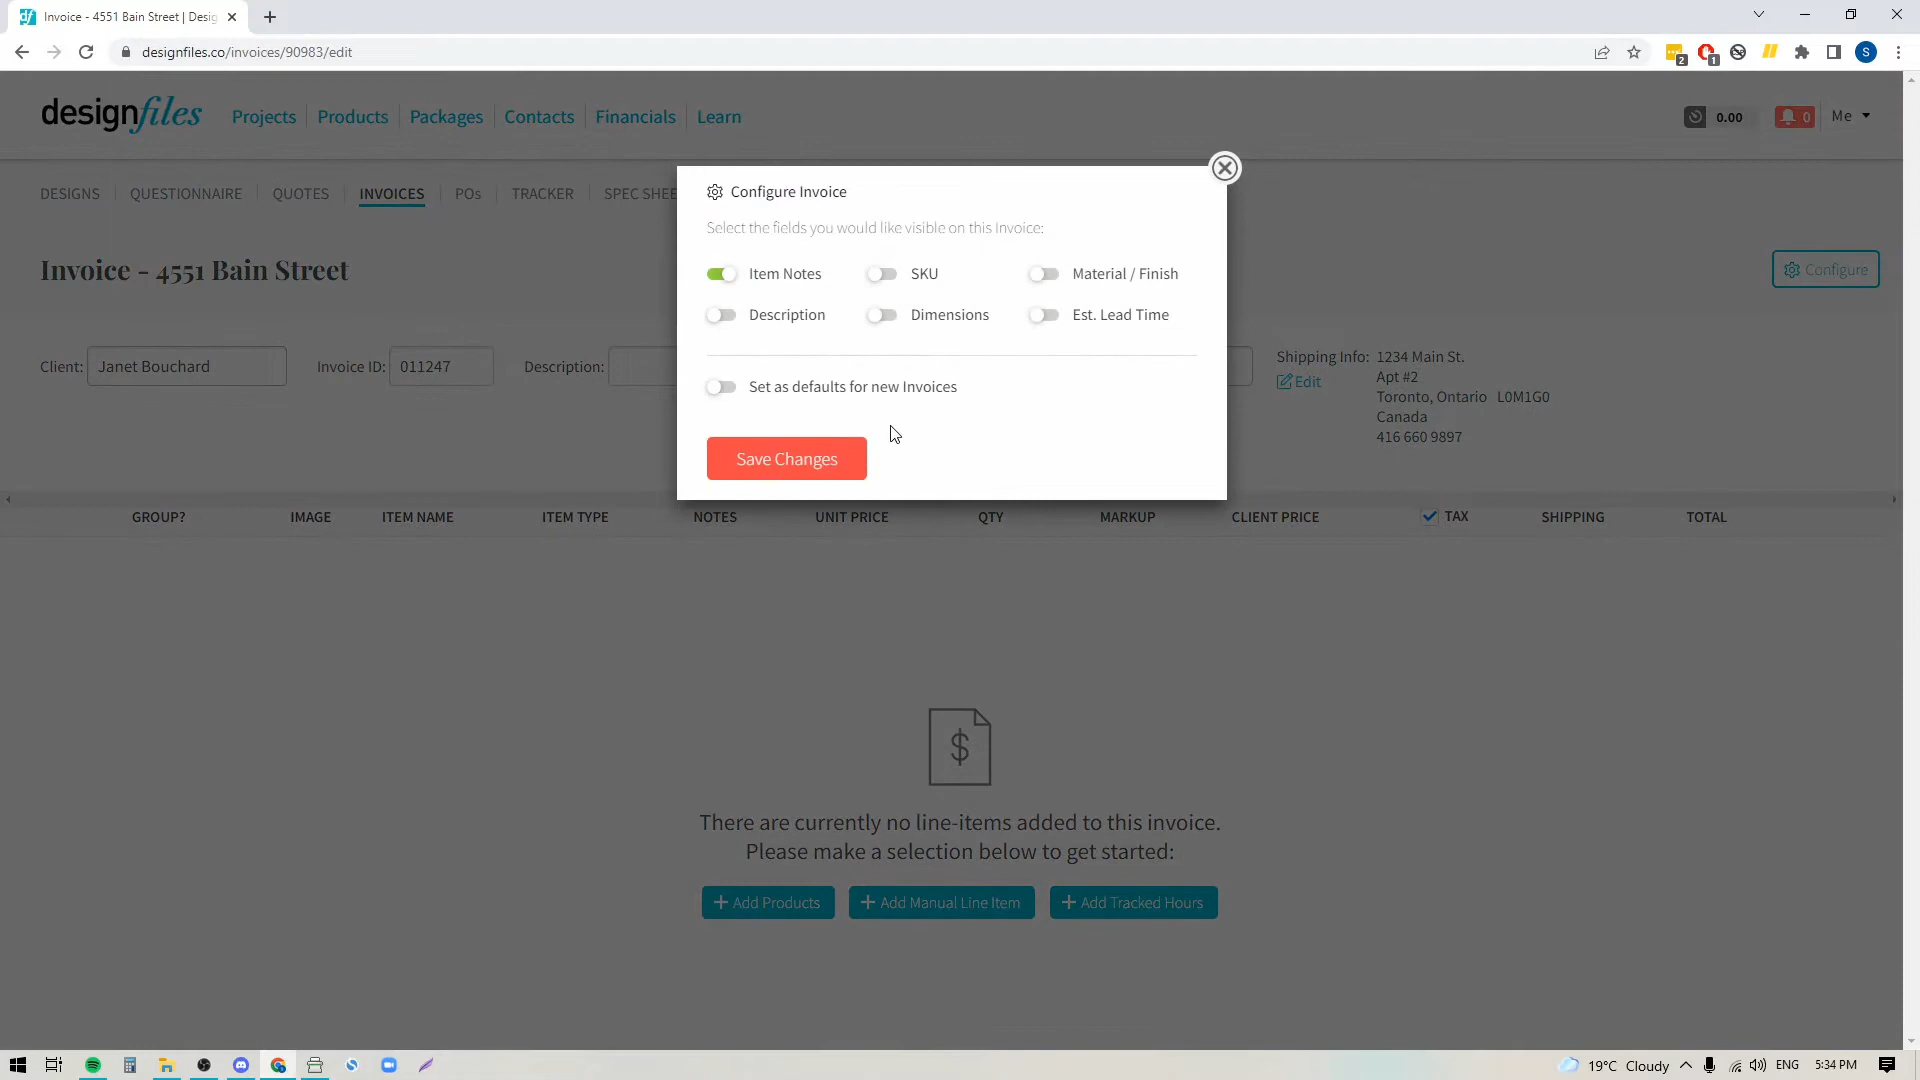 Invoice - 4551 Bain Street | Desig
designfiles.co/invoices/90983/edit
2
1
S
designfiles
Projects
Products
Packages
Contacts
Financials
Learn
0.00
0
Me
DESIGNS
QUESTIONNAIRE
QUOTES
INVOICES
POs
TRACKER
SPEC SHEE
Configure Invoice
Select the fields you would like visible on this Invoice:
Item Notes
SKU
Material / Finish
Description
Dimensions
Est. Lead Time
Set as defaults for new Invoices
Save Changes
Invoice - 4551 Bain Street
Configure
Client:
Janet Bouchard
Invoice ID:
011247
Description:
Shipping Info:
Edit
1234 Main St.
Apt #2
Toronto, Ontario L0M1G0
Canada
416 660 9897
GROUP?
IMAGE
ITEM NAME
ITEM TYPE
NOTES
UNIT PRICE
QTY
MARKUP
CLIENT PRICE
TAX
SHIPPING
TOTAL
$
There are currently no line-items added to this invoice.
Please make a selection below to get started:
Add Products
Add Manual Line Item
Add Tracked Hours
19°C Cloudy
ENG
5:34 PM